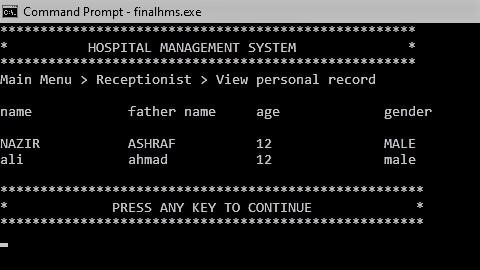 Command Prompt - finalhms.exe
****************************************************
* HOSPITAL MANAGEMENT SYSTEM *
****************************************************
Main Menu > Receptionist > View personal record
name father name age gender
NAZIR ASHRAF 12 MALE
ali ahmad 12 male
*****************************************************
* PRESS ANY KEY TO CONTINUE *
*****************************************************